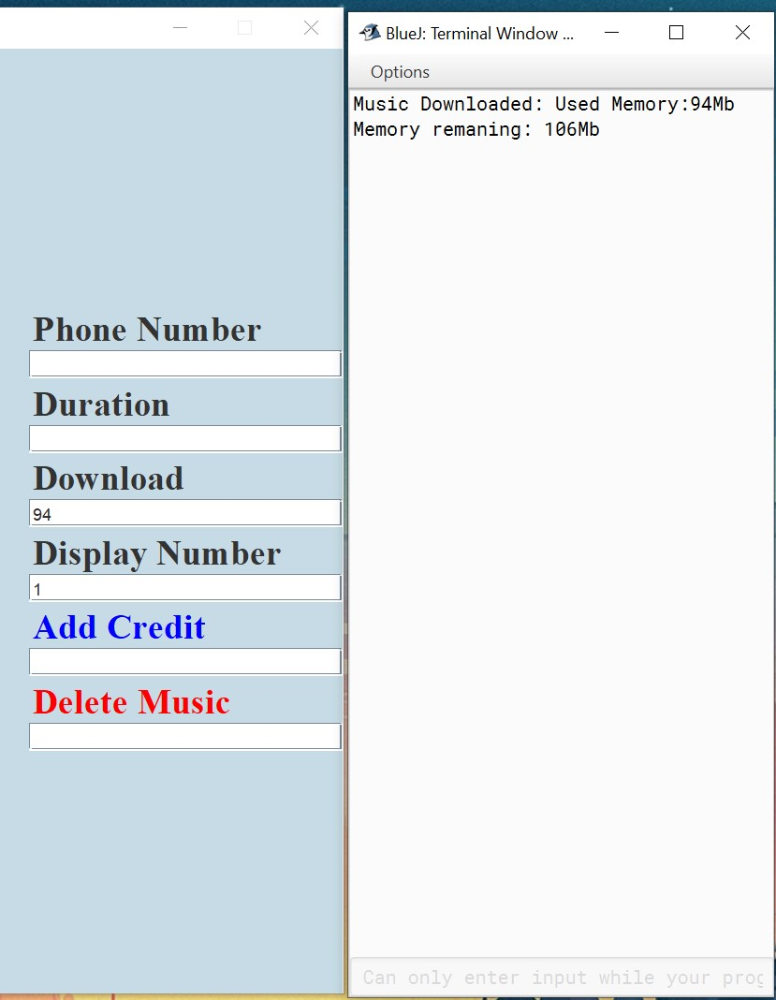 Phone Number
Duration
Download
94
Display Number
1
Add Credit
Delete Music
BlueJ: Terminal Window ...
Options
Music Downloaded: Used Memory:94Mb
Memory remaning: 106Mb
Can only enter input while your prog